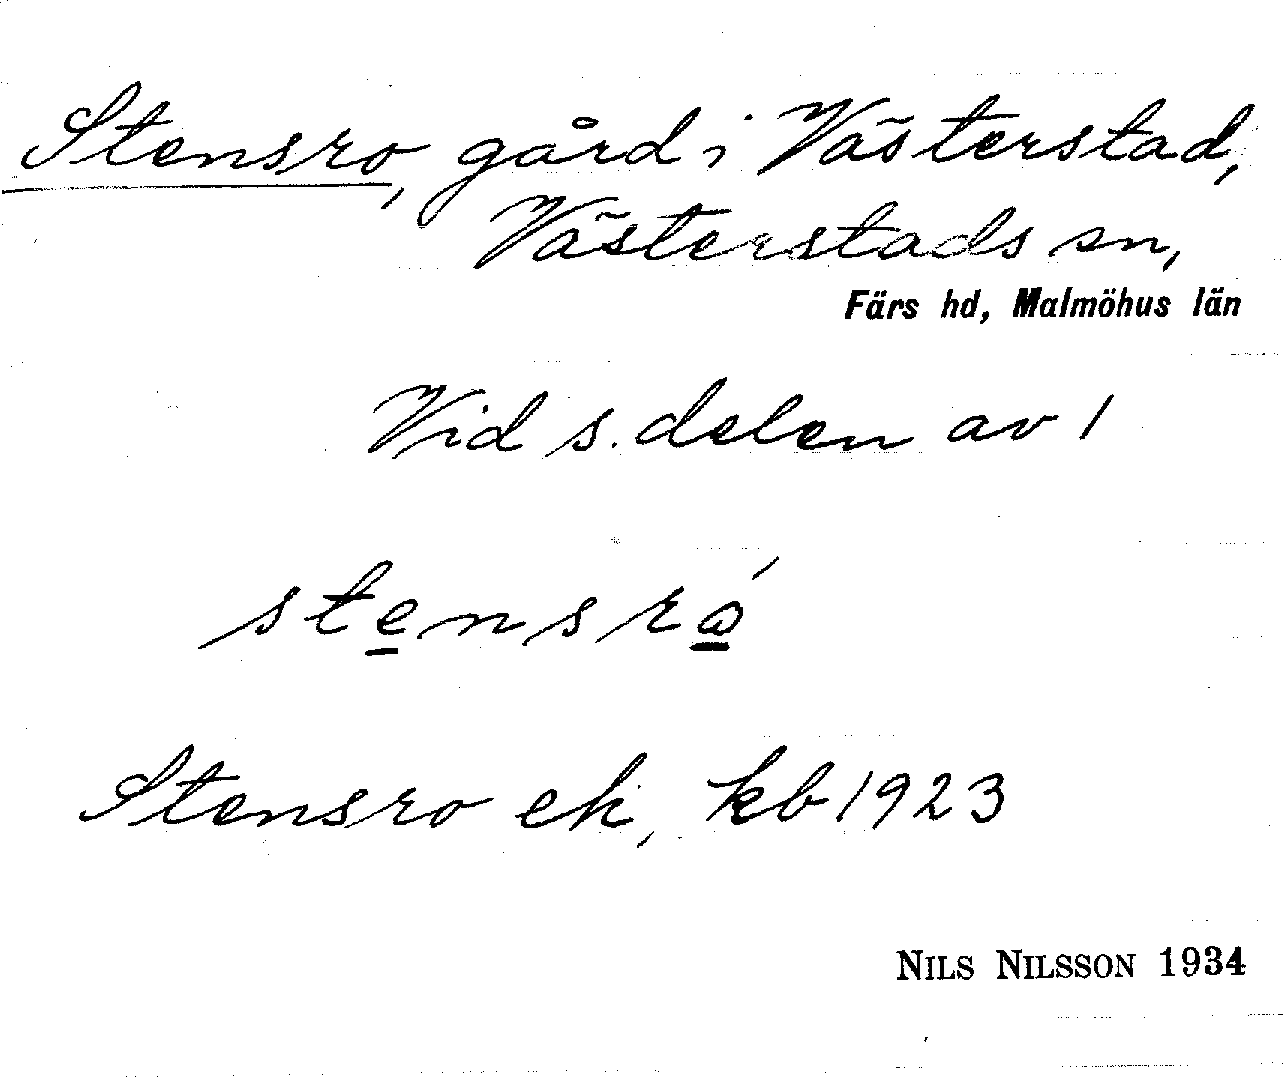 Stensro, gård i Västerstad,
Västerstads sn,
Färs hd, Malmöhus län
Vid s. delen av 1
stensrώ
Stensro ek, kb 1923
NILS NILSSON 1934